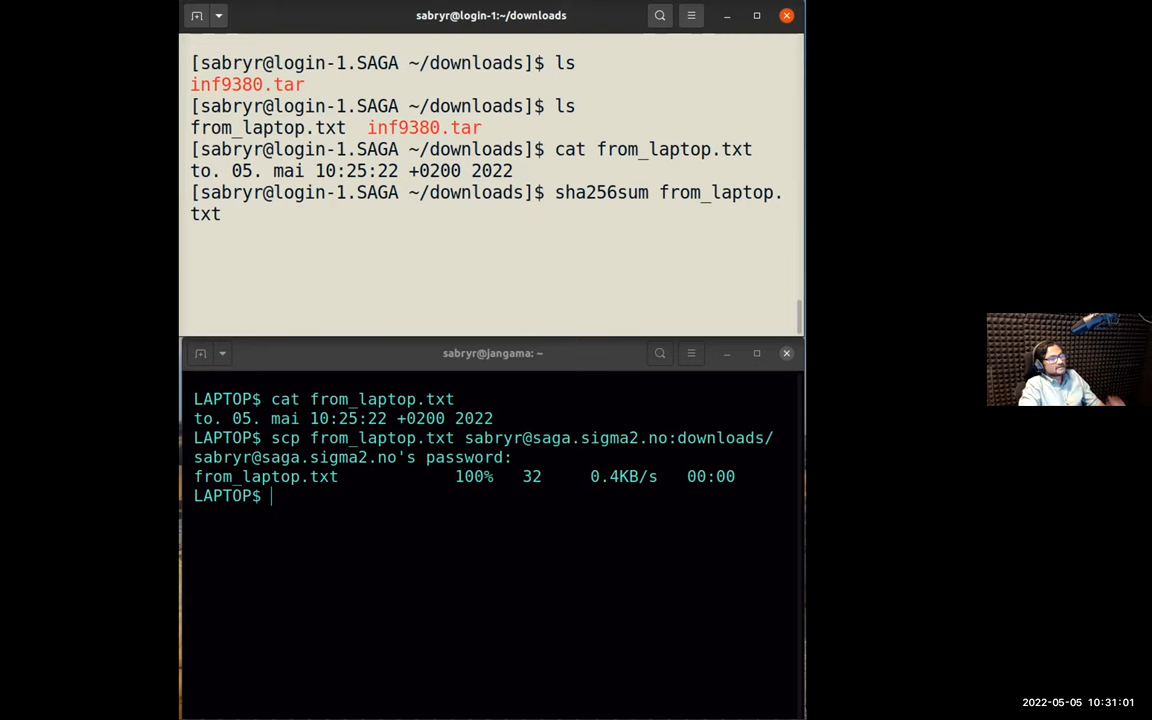 sabryr@login-1:~/downloads
[sabryr@login-1.SAGA ~/downloads]$ ls
inf9380.tar
[sabryr@login-1.SAGA ~/downloads]$ ls
from_laptop.txt  inf9380.tar
[sabryr@login-1.SAGA ~/downloads]$ cat from_laptop.txt
to. 05. mai 10:25:22 +0200 2022
[sabryr@login-1.SAGA ~/downloads]$ sha256sum from_laptop.
txt
sabryr@jangama: ~
LAPTOP$ cat from_laptop.txt
to. 05. mai 10:25:22 +0200 2022
LAPTOP$ scp from_laptop.txt sabryr@saga.sigma2.no:downloads/
sabryr@saga.sigma2.no's password:
from_laptop.txt 100% 32 0.4KB/s 00:00
LAPTOP$
2022-05-05 10:31:01